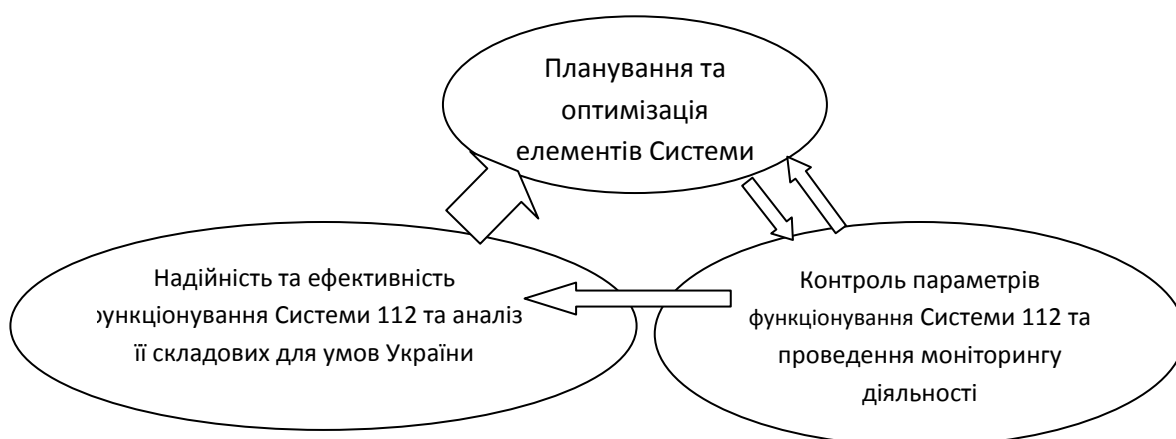 Планування та
оптимізація
елементів Системи
Надійність та ефективність
функціонування Системи 112 та аналіз
її складових для умов України
Контроль параметрів
функціонування Системи 112 та
проведення моніторингу
діяльності